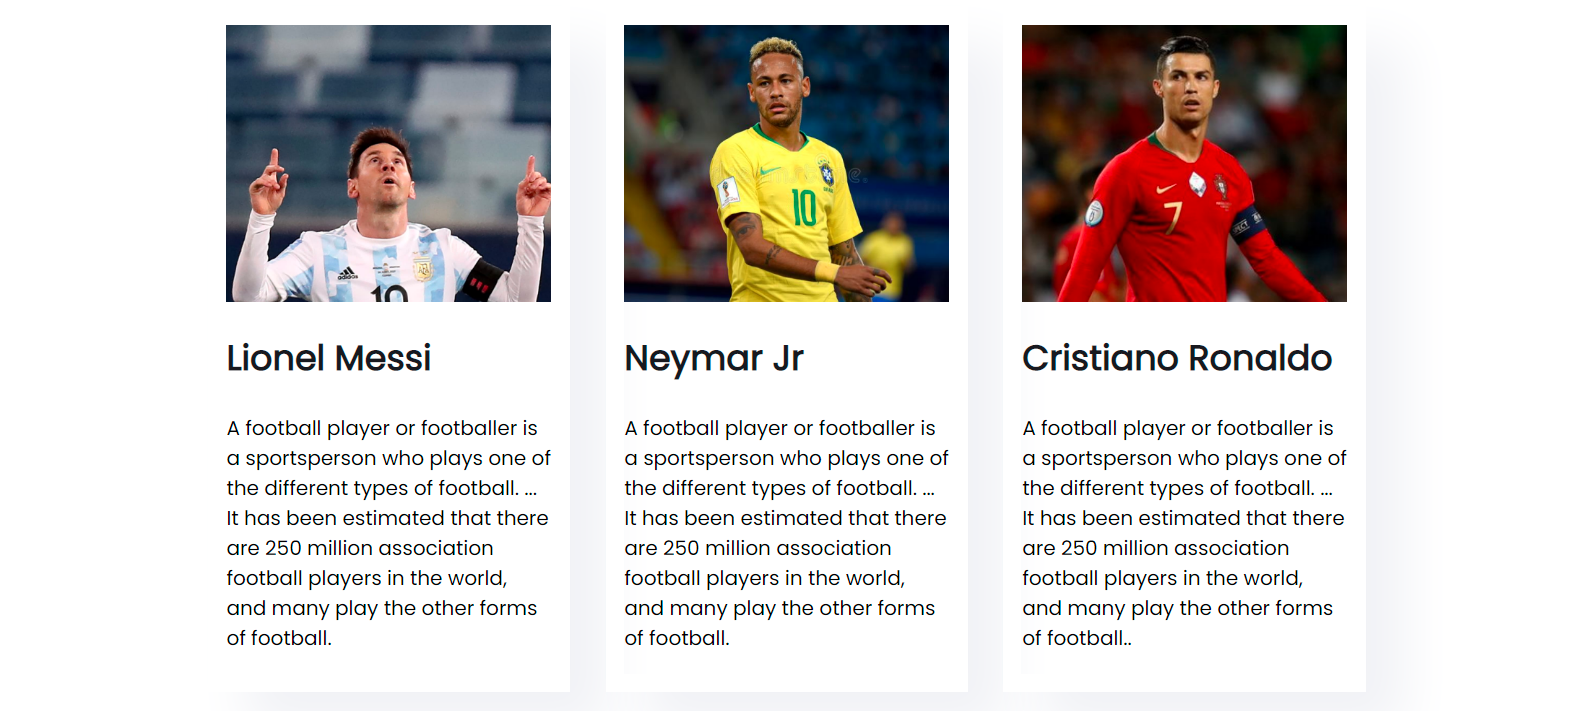 adidas
10
10
7
Lionel Messi
Neymar Jr
Cristiano Ronaldo
A football player or footballer is
a sportsperson who plays one of
the different types of football. ...
It has been estimated that there
are 250 million association
football players in the world,
and many play the other forms
of football.
A football player or footballer is
a sportsperson who plays one of
the different types of football. ...
It has been estimated that there
are 250 million association
football players in the world,
and many play the other forms
of football.
A football player or footballer is
a sportsperson who plays one of
the different types of football. ...
It has been estimated that there
are 250 million association
football players in the world,
and many play the other forms
of football..